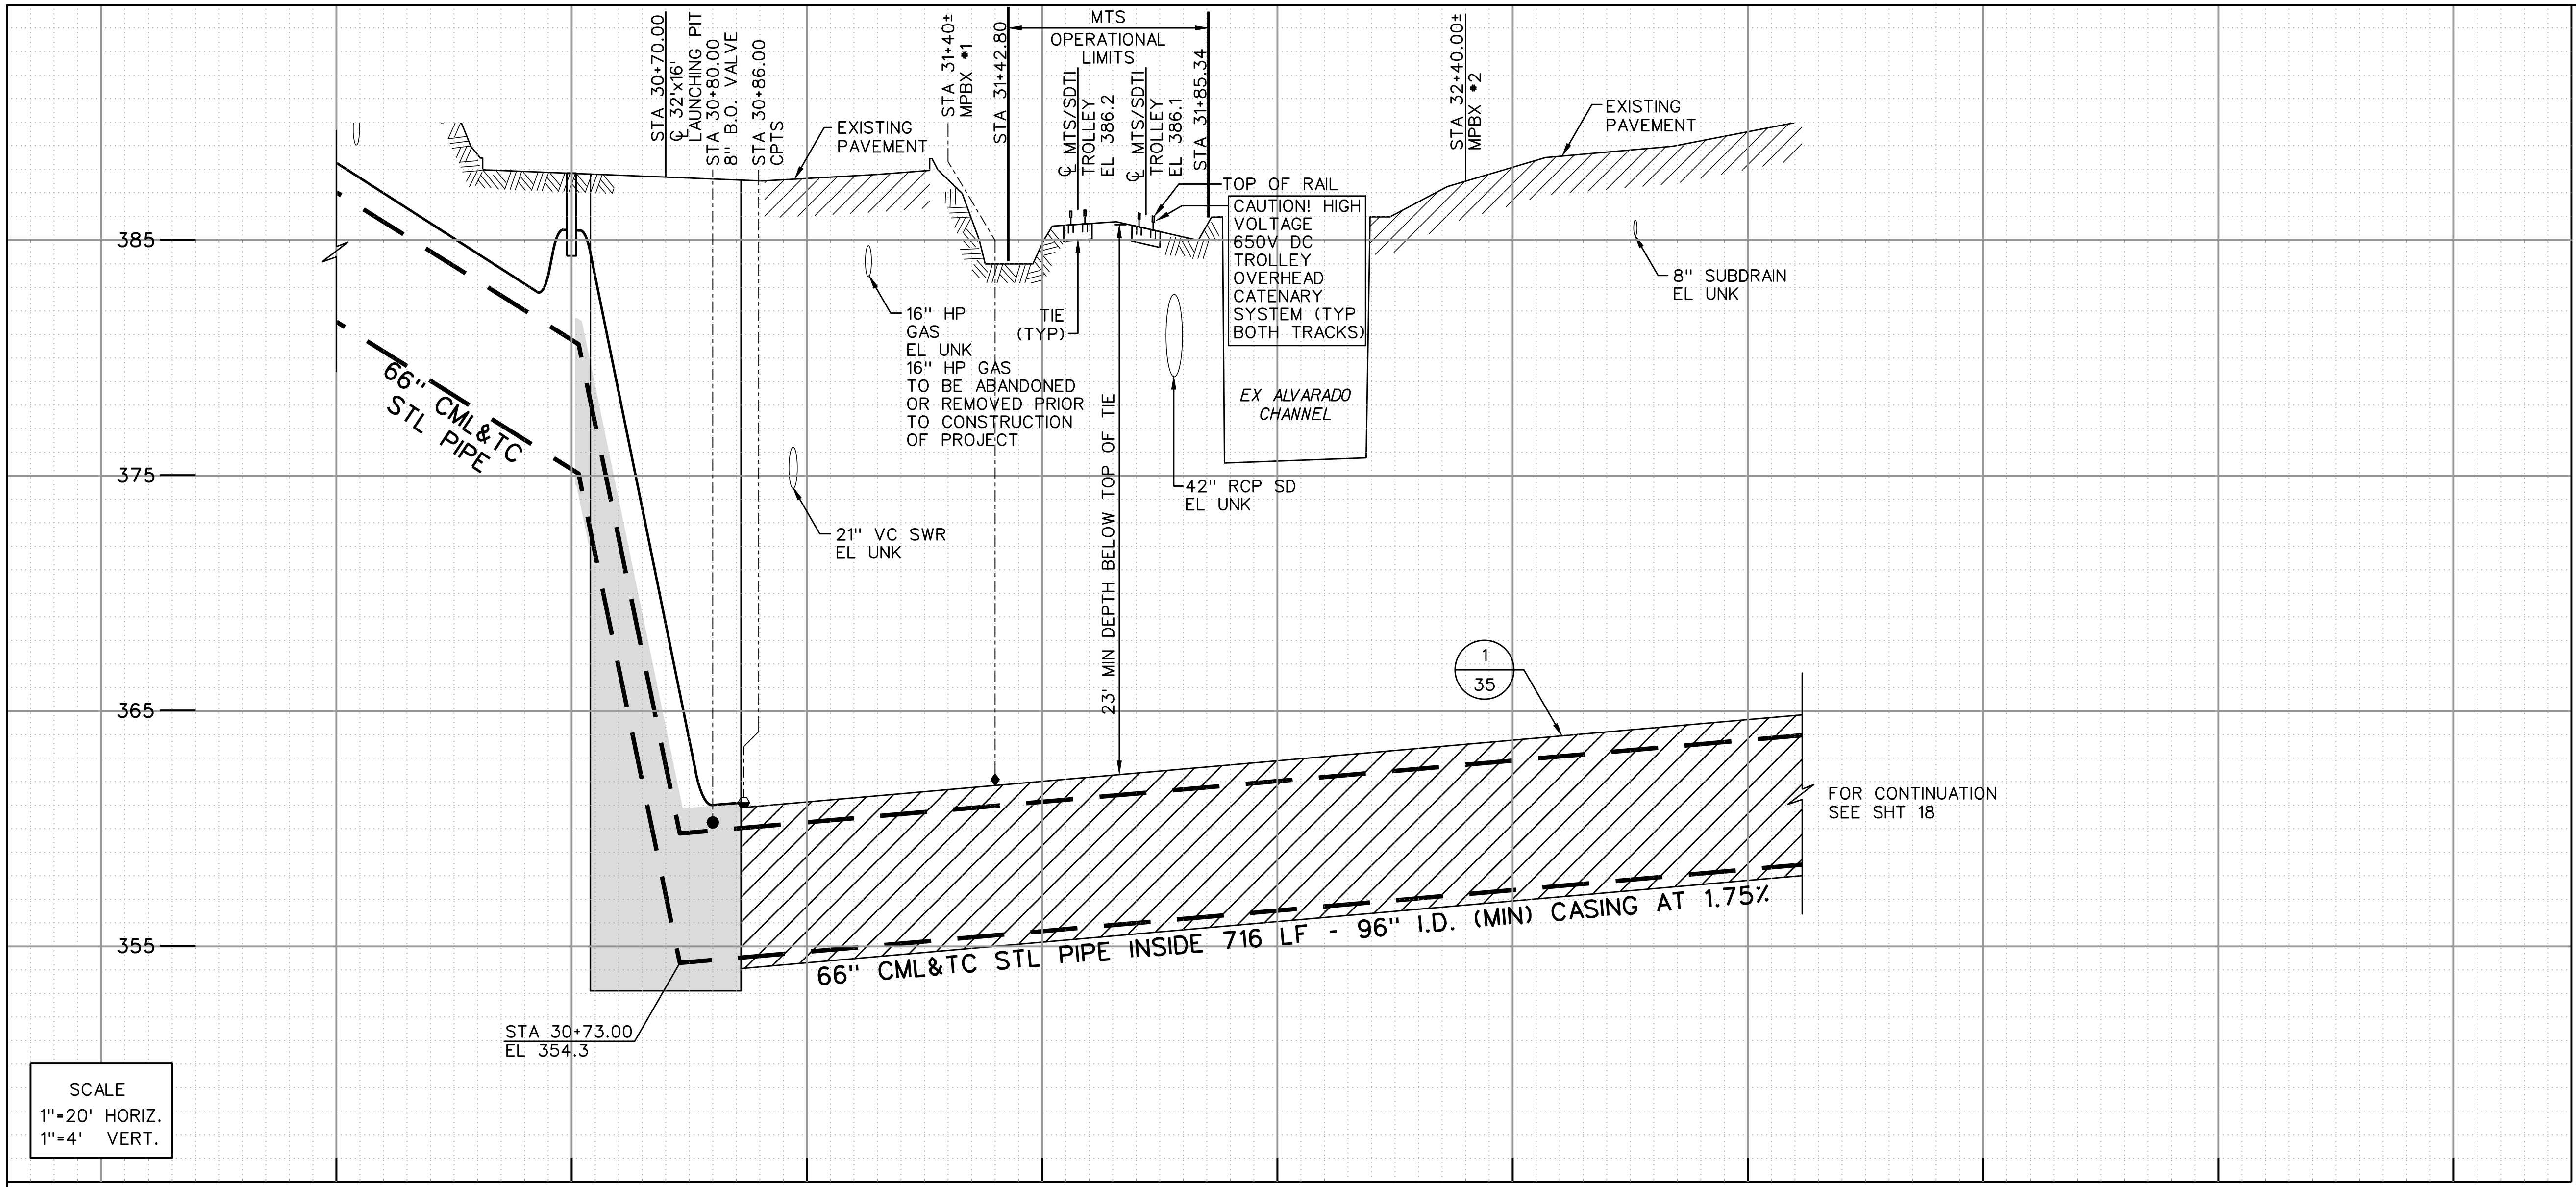 STA 30+70.00
℄ 32'x16'
LAUNCHING PIT
STA 30+80.00
8" B.O. VALVE
STA 30+86.00
CPTS
EXISTING
PAVEMENT
STA 31+40±
MPBX #1
STA 31+42.80
MTS
OPERATIONAL
LIMITS
℄ MTS/SDTI
TROLLEY
EL 386.2
℄ MTS/SDTI
TROLLEY
EL 386.1
STA 31+85.34
STA 32+40.00±
MPBX #2
EXISTING
PAVEMENT
TOP OF RAIL
CAUTION! HIGH
VOLTAGE
650V DC
TROLLEY
OVERHEAD
CATENARY
SYSTEM (TYP
BOTH TRACKS)
385
8" SUBDRAIN
EL UNK
16" HP
GAS
EL UNK
16" HP GAS
TO BE ABANDONED
OR REMOVED PRIOR
TO CONSTRUCTION
OF PROJECT
TIE
(TYP)
EX ALVARADO
CHANNEL
66" CML&TC
STL PIPE
375
42" RCP SD
EL UNK
21" VC SWR
EL UNK
23' MIN DEPTH BELOW TOP OF TIE
1
35
365
FOR CONTINUATION
SEE SHT 18
355
66" CML&TC STL PIPE INSIDE 716 LF - 96" I.D. (MIN) CASING AT 1.75%
STA 30+73.00
EL 354.3
SCALE
1"=20' HORIZ.
1"=4' VERT.